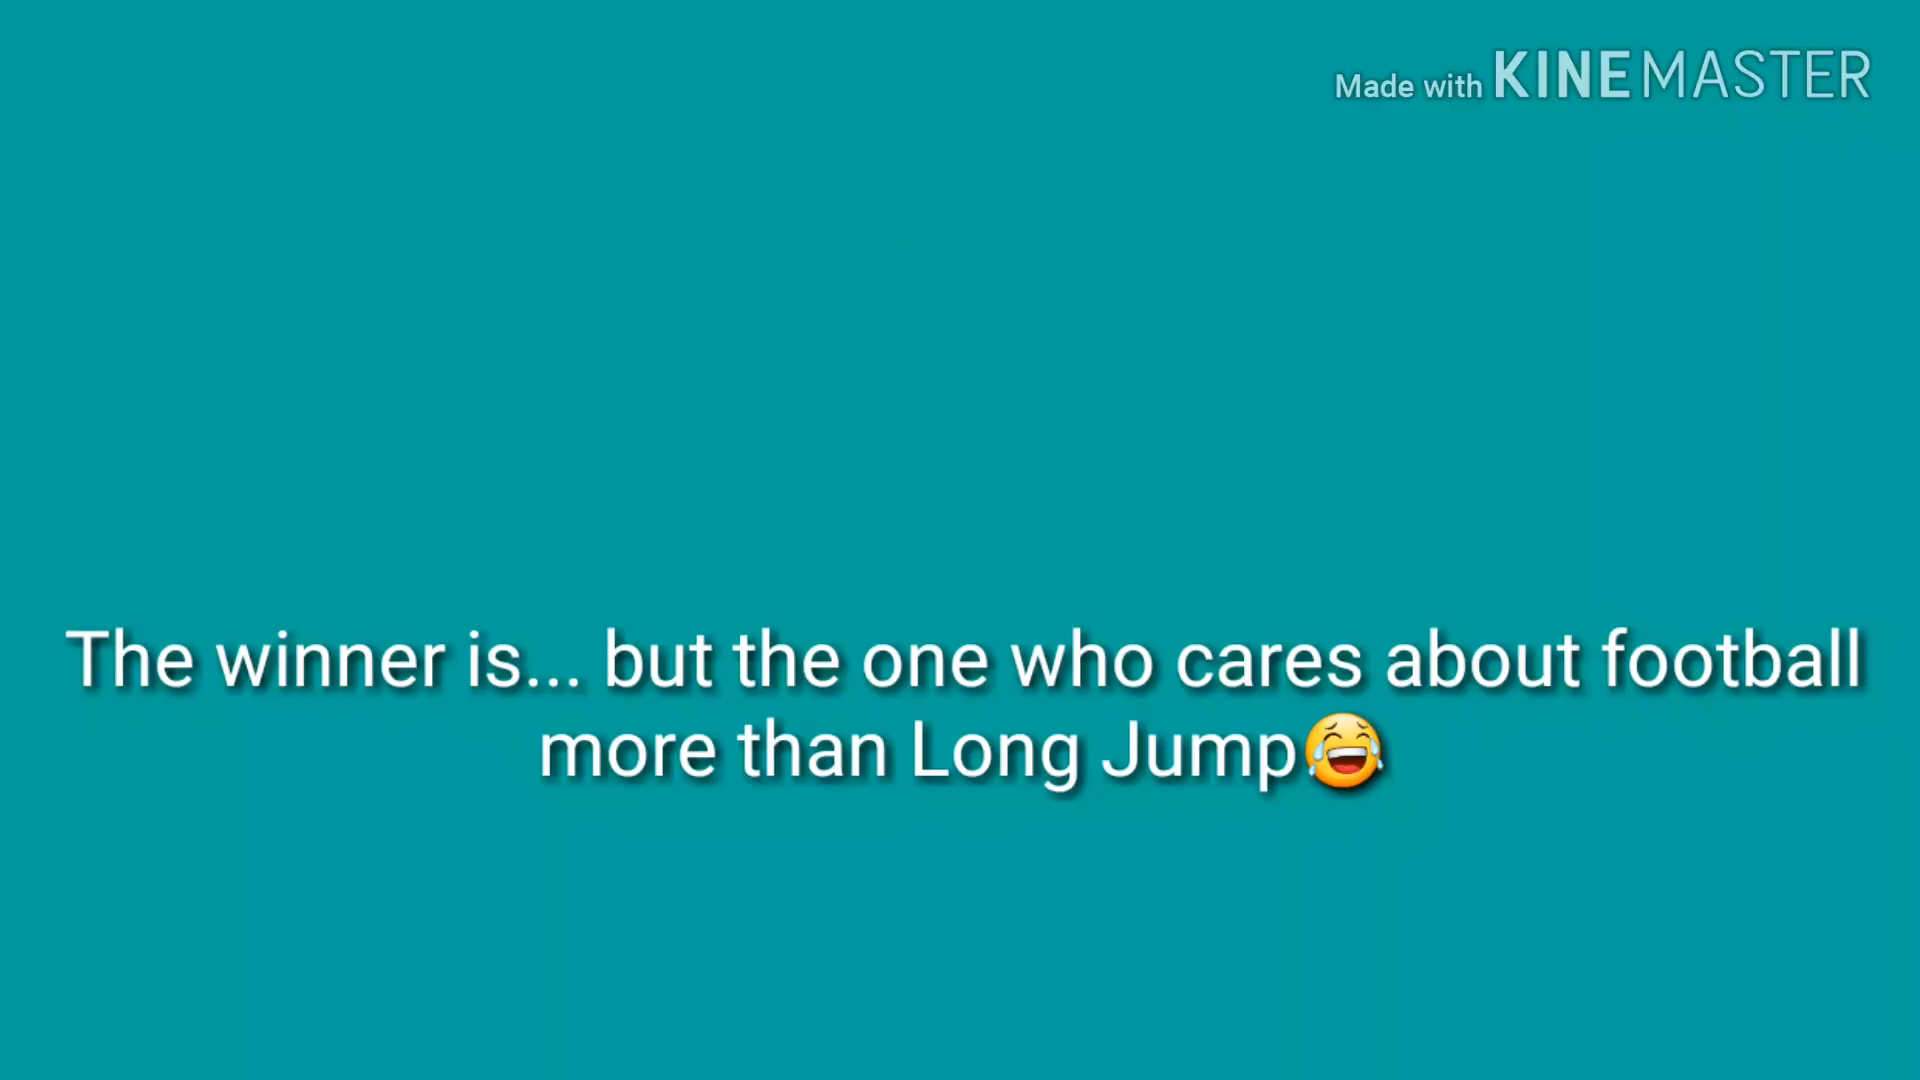 Made with KINEMASTER
The winner is... but the one who cares about football
more than Long Jump😂